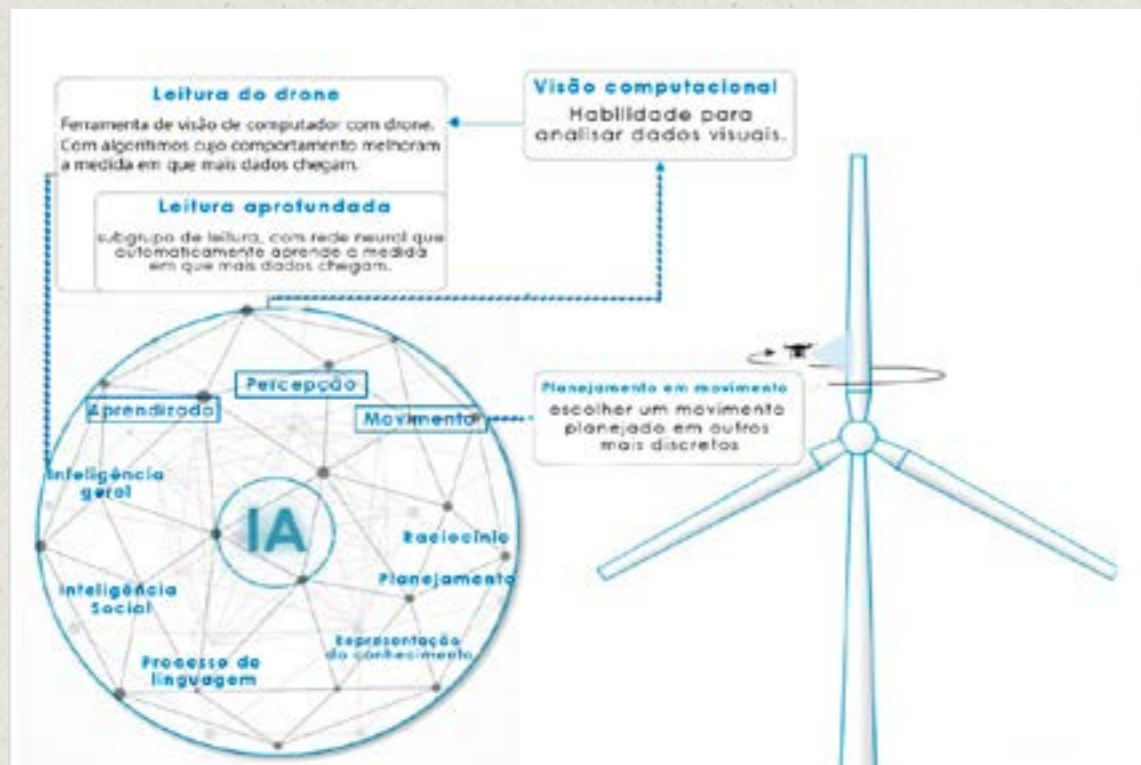 Leitura do drone
Ferramenta de visão de computador com drone.
Com algorítimos cujo comportamento melhoram
a medida em que mais dados chegam.
Leitura aprofundada
subgrupo de leitura, com rede neural que
automaticamente aprende a medida
em que mais dados chegam.
Visão computacional
Habilidade para
analisar dados visuais.
Percepção
Aprendizado
Movimento
Planejamento em movimento
escolher um movimento
planejado em outros
mais discretos
Inteligência
geral
IA
Raciocínio
Planejamento
Inteligência
Social
Representação
do conhecimento
Processo de
linguagem